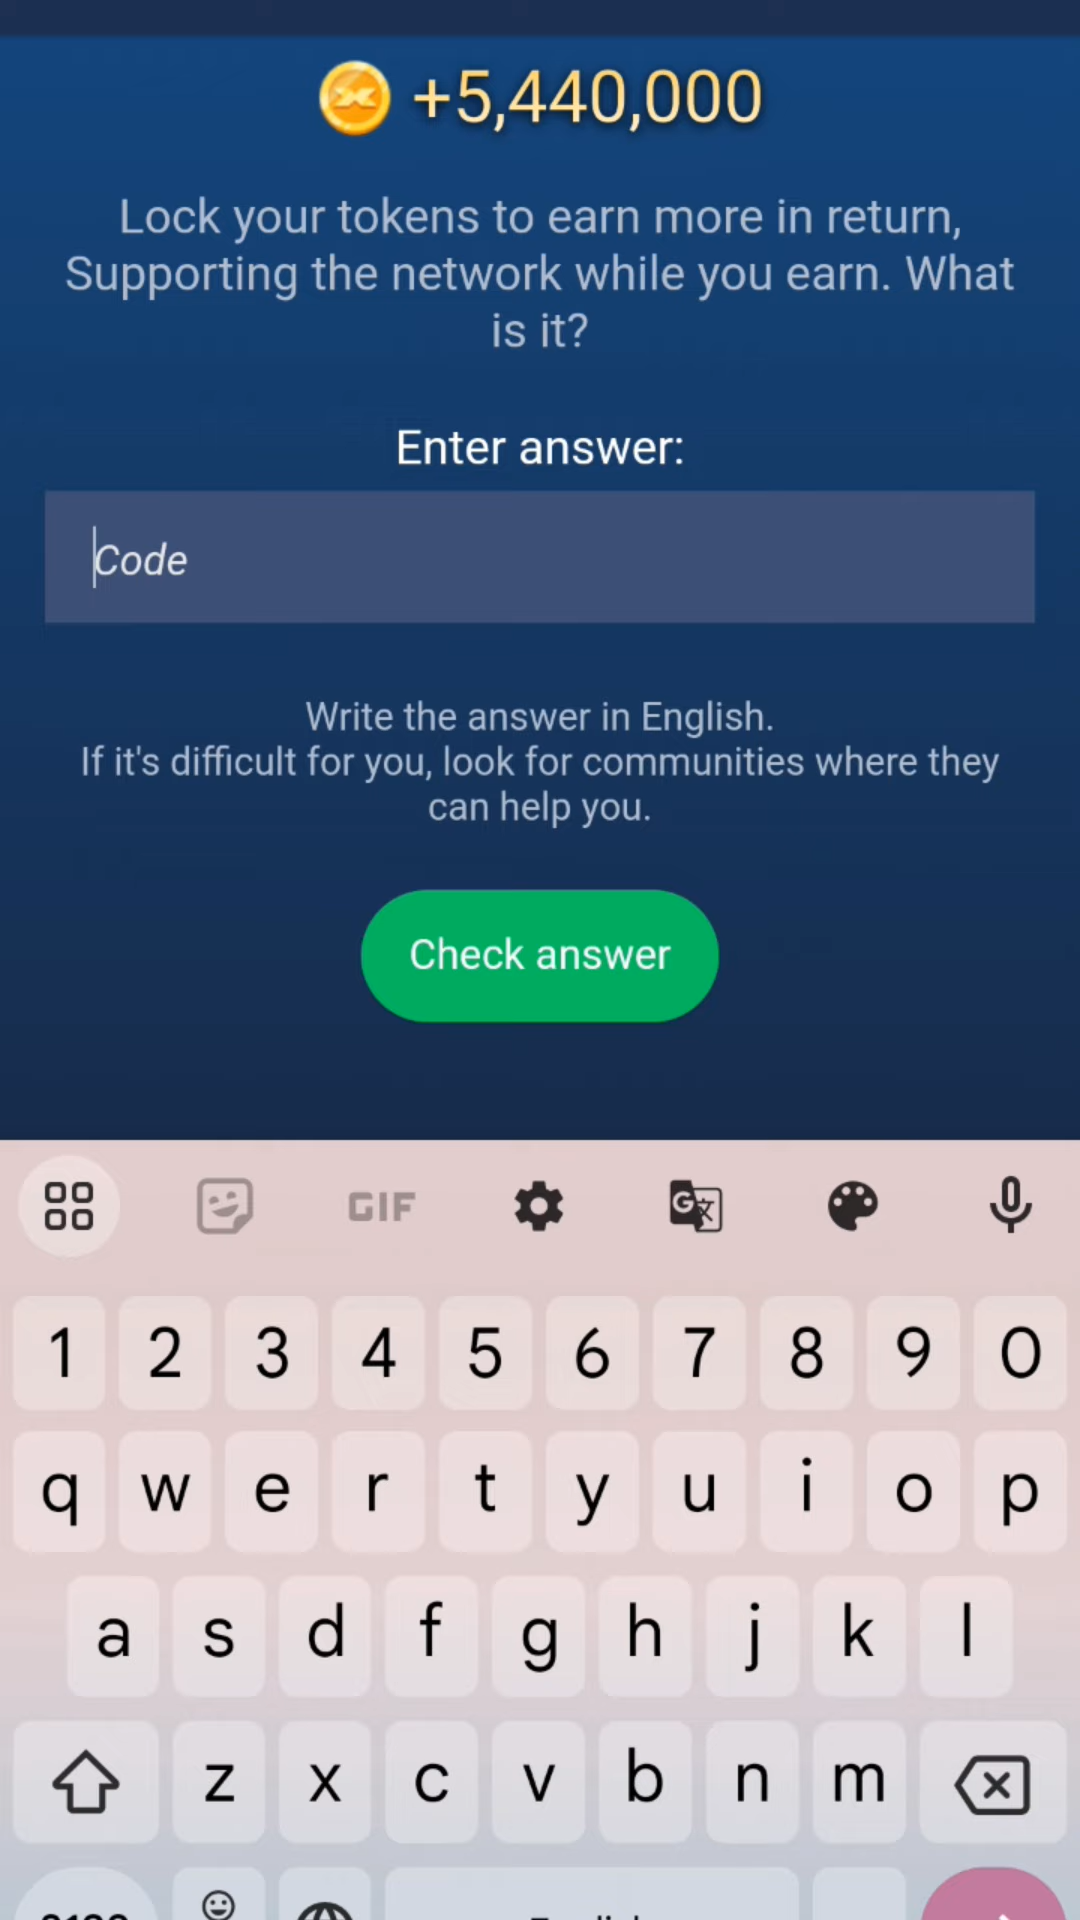 +5,440,000
Lock your tokens to earn more in return,
Supporting the network while you earn. What
is it?
Enter answer:
Code
Write the answer in English.
If it's difficult for you, look for communities where they
can help you.
Check answer
GIF
1 2 3 4 5 6 7 8 9 0
q w e r t y u i o p
a s d f g h j k l
z x c v b n m